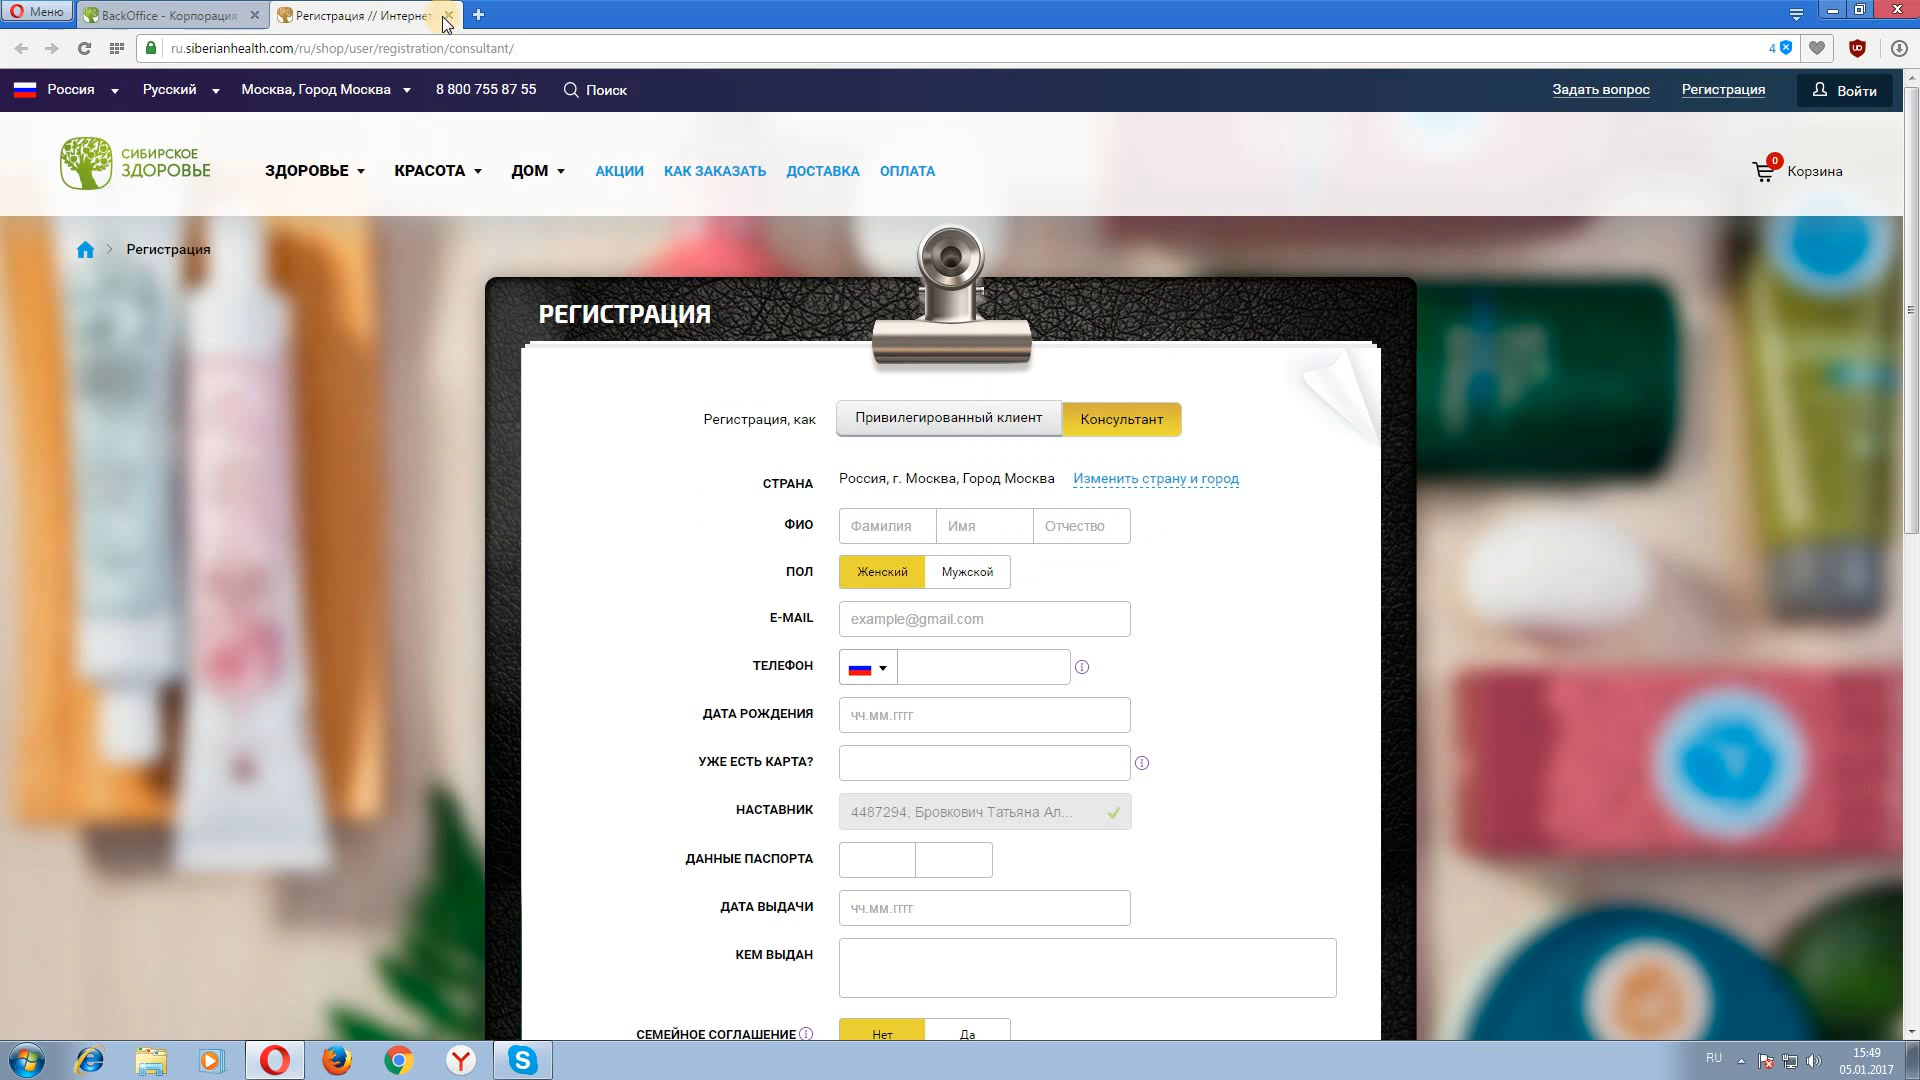 Меню
BackOffice - Корпорация
Регистрация // Интернет
ru.siberianhealth.com/ru/shop/user/registration/consultant/
4
Россия
Русский
Москва, Город Москва
8 800 755 87 55
Поиск
Задать вопрос
Регистрация
Войти
СИБИРСКОЕ
ЗДОРОВЬЕ
ЗДОРОВЬЕ
КРАСОТА
ДОМ
АКЦИИ
КАК ЗАКАЗАТЬ
ДОСТАВКА
ОПЛАТА
0
Корзина
Регистрация
РЕГИСТРАЦИЯ
Регистрация, как
Привилегированный клиент
Консультант
СТРАНА
Россия, г. Москва, Город Москва
Изменить страну и город
ФИО
Фамилия
Имя
Отчество
ПОЛ
Женский
Мужской
E-MAIL
example@gmail.com
ТЕЛЕФОН
ДАТА РОЖДЕНИЯ
чч.мм.гггг
УЖЕ ЕСТЬ КАРТА?
НАСТАВНИК
4487294, Бровкович Татьяна Ал...
ДАННЫЕ ПАСПОРТА
ДАТА ВЫДАЧИ
чч.мм.гггг
КЕМ ВЫДАН
СЕМЕЙНОЕ СОГЛАШЕНИЕ
Нет
Да
RU
15:49
05.01.2017